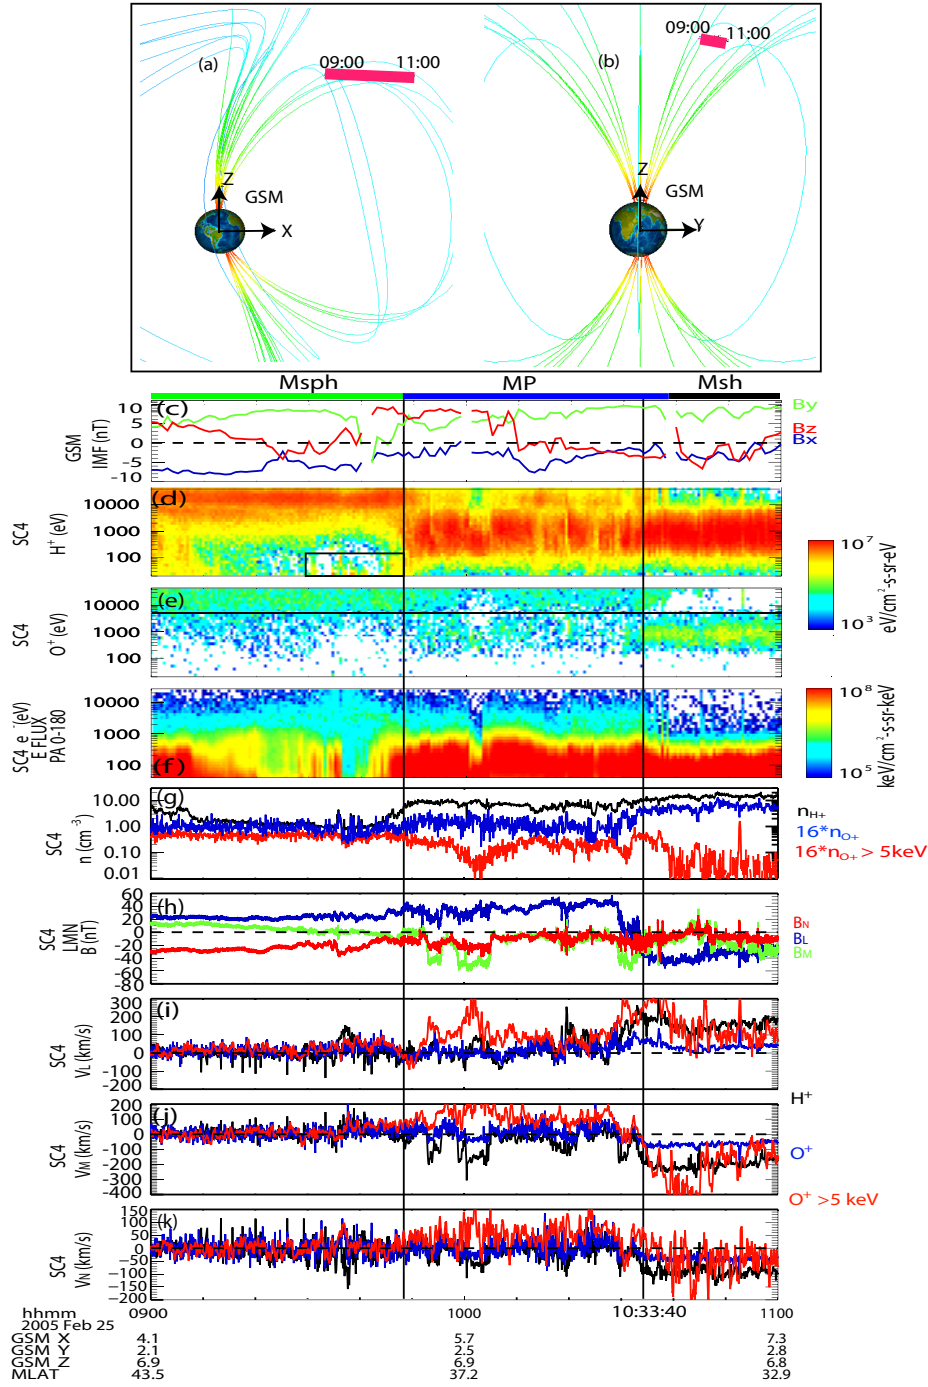 09:00 11:00
(a)
Z
GSM
X
09:00 11:00
(b)
Z
GSM
Y
Msph MP Msh
(c)
GSM
IMF (nT)
10
5
0
-5
-10
By
Bz
Bx
(d)
SC4
H+ (eV)
10000
1000
100
(e)
SC4
O+ (eV)
10000
1000
100
10⁷
10³
eV/cm²-s-sr-eV
(f)
SC4 e⁻(eV)
E FLUX
PA 0-180
10000
1000
100
10⁸
10⁵
keV/cm²-s-sr-keV
(g)
SC4
n (cm⁻³)
10.00
1.00
0.10
0.01
nH+
16*nO+
16*nO+ > 5keV
(h)
SC4
LMN
B (nT)
60
40
20
0
-20
-40
-60
-80
BN
BL
BM
(i)
SC4
VL (km/s)
300
200
100
0
-100
-200
(j)
SC4
VM (km/s)
200
100
0
-100
-200
-300
-400
H+
O+
O+ >5 keV
(k)
SC4
VN (km/s)
150
100
50
0
-50
-100
-150
-200
hhmm 0900 1000 10:33:40 1100
2005 Feb 25
GSM X 4.1 5.7 7.3
GSM Y 2.1 2.5 2.8
GSM Z 6.9 6.9 6.8
MLAT 43.5 37.2 32.9